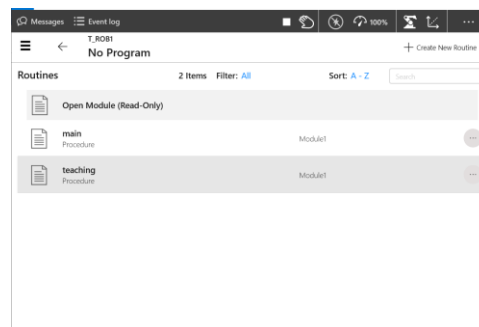 Messages Event log 100% ...
T_ROB1
No Program
+ Create New Routine
Routines 2 Items Filter: All Sort: A - Z Search
Open Module (Read-Only)
main
Procedure Module1 ...
teaching
Procedure Module1 ...